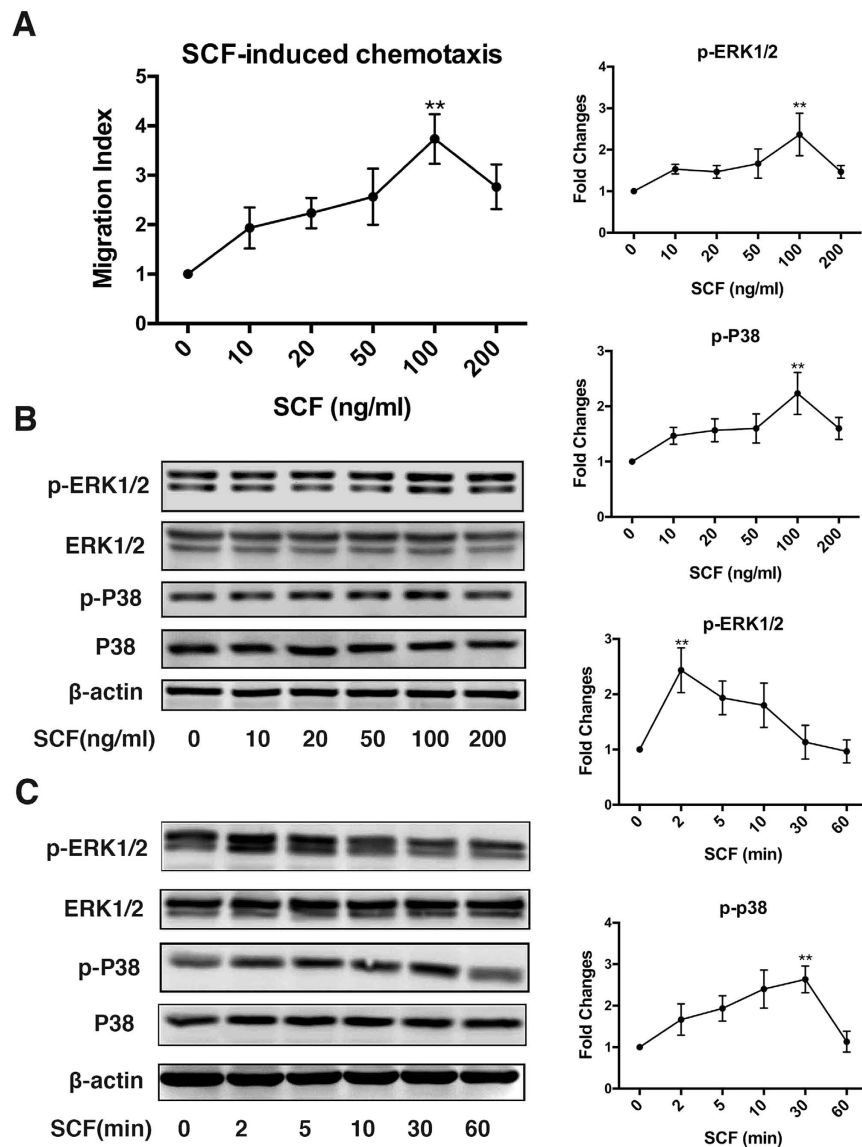 A
SCF-induced chemotaxis
Migration Index
5
4
3
2
1
0
**
0 10 20 50 100 200
SCF (ng/ml)
p-ERK1/2
Fold Changes
4
3
2
1
0
**
0 10 20 50 100 200
SCF (ng/ml)
p-P38
Fold Changes
3
2
1
0
**
0 10 20 50 100 200
SCF (ng/ml)
B
p-ERK1/2
ERK1/2
p-P38
P38
β-actin
SCF(ng/ml) 0 10 20 50 100 200
p-ERK1/2
Fold Changes
3
2
1
0
**
0 2 5 10 30 60
SCF (min)
C
p-ERK1/2
ERK1/2
p-P38
P38
β-actin
SCF(min) 0 2 5 10 30 60
p-p38
Fold Changes
4
3
2
1
0
**
0 2 5 10 30 60
SCF (min)